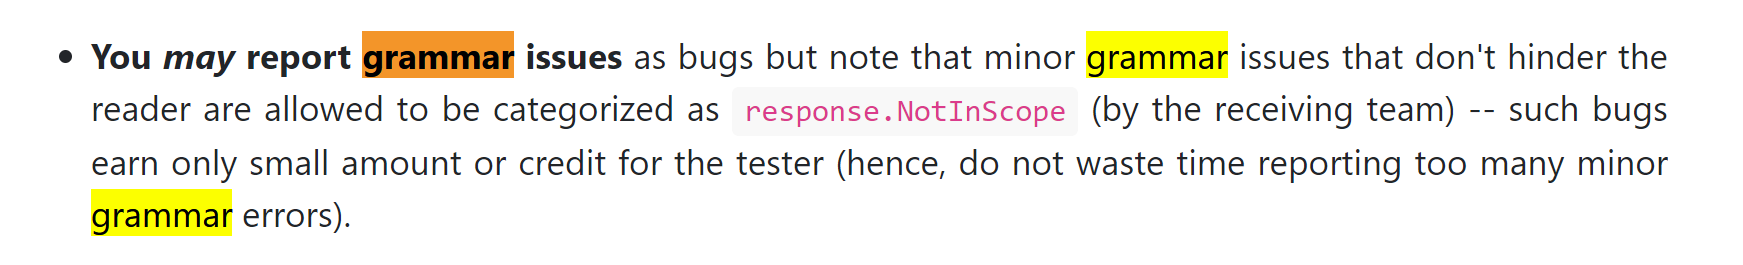 • You may report grammar issues as bugs but note that minor grammar issues that don't hinder the
reader are allowed to be categorized as response.NotInScope (by the receiving team) -- such bugs
earn only small amount or credit for the tester (hence, do not waste time reporting too many minor
grammar errors).